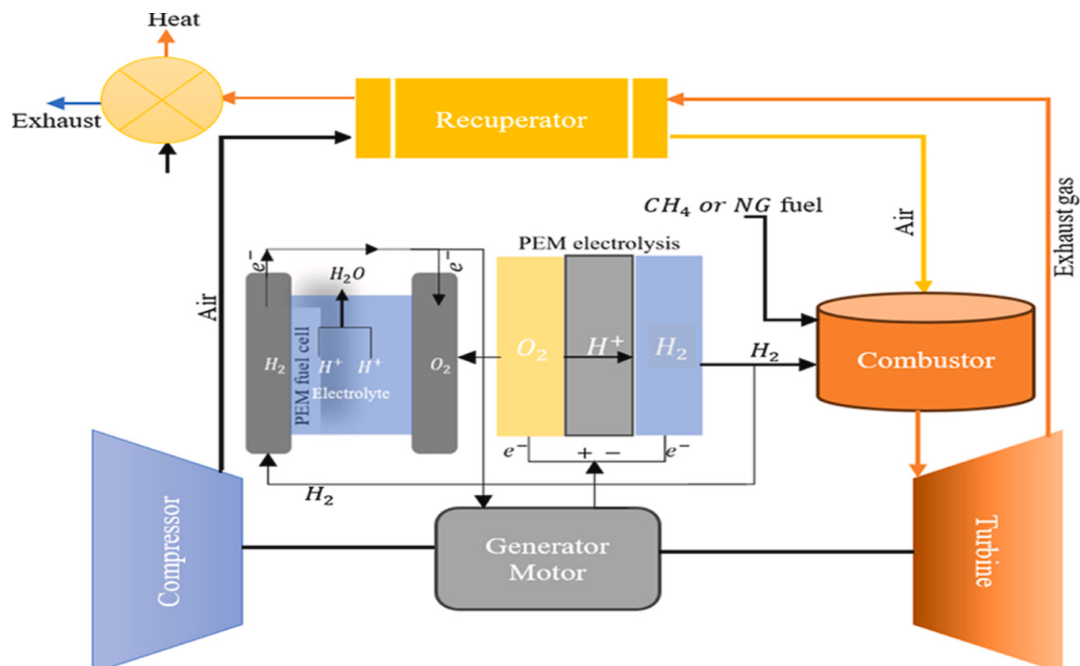 Heat
Exhaust
Recuperator
CH₄ or NG fuel
Air
Exhaust gas
PEM electrolysis
e⁻
e⁻
H₂O
Air
H₂
PEM fuel cell
H⁺
H⁺
Electrolyte
O₂
O₂
H⁺
H₂
H₂
Combustor
e⁻
+ −
e⁻
H₂
Compressor
Generator
Motor
Turbine